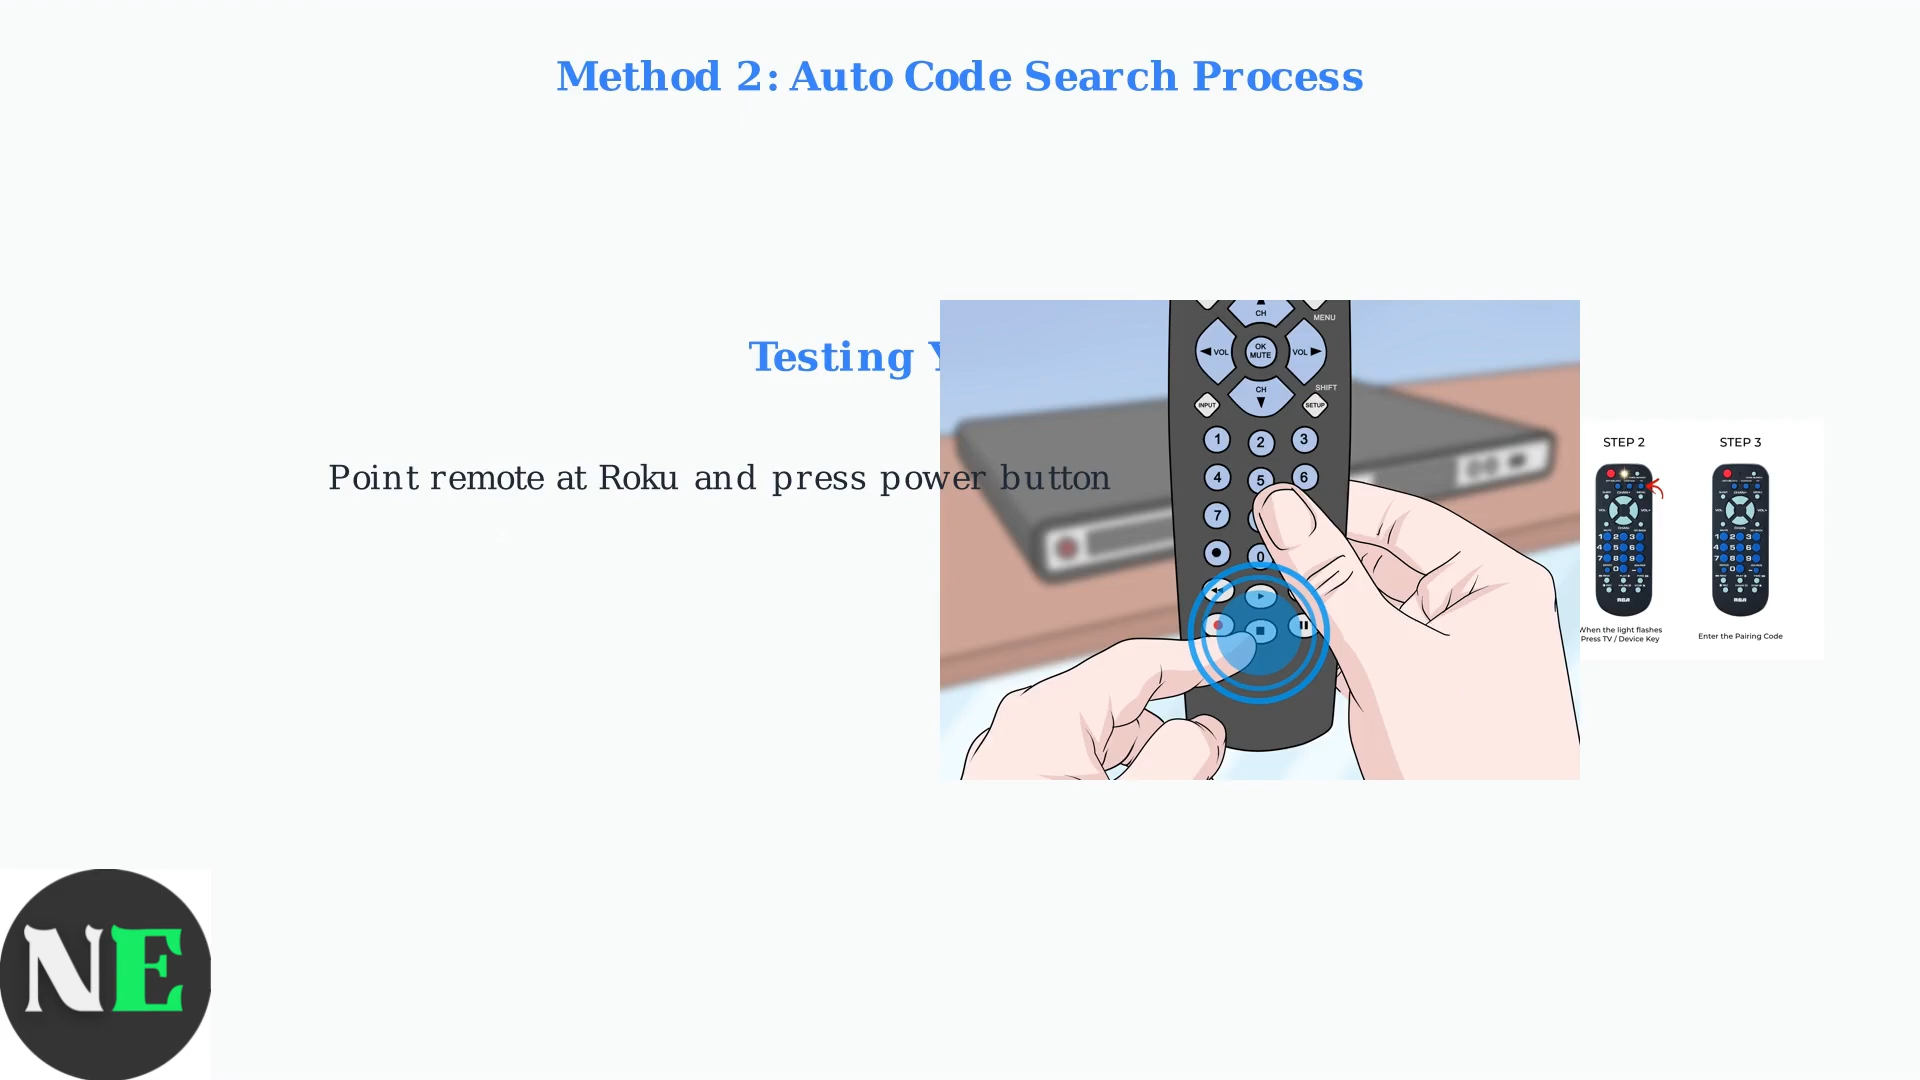 Method 2: Auto Code Search Process
Testing Y
Point remote at Roku and press power button
CH
MENU
VOL
OK
MUTE
VOL
CH
SHIFT
INPUT
SETUP
1 2 3
4 5 6
7
0
STEP 2
STEP 3
RCA
RCA
When the light flashes
Press TV / Device Key
Enter the Pairing Code
NE